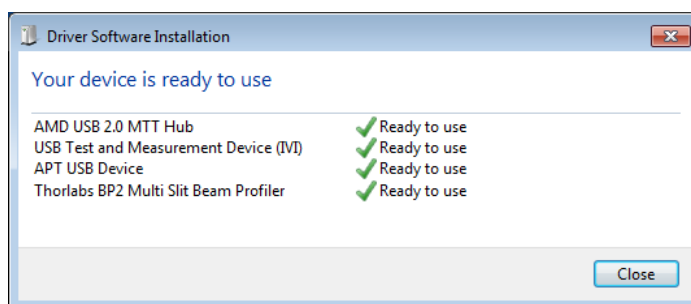 Driver Software Installation
Your device is ready to use
AMD USB 2.0 MTT Hub Ready to use
USB Test and Measurement Device (IVI) Ready to use
APT USB Device Ready to use
Thorlabs BP2 Multi Slit Beam Profiler Ready to use
Close